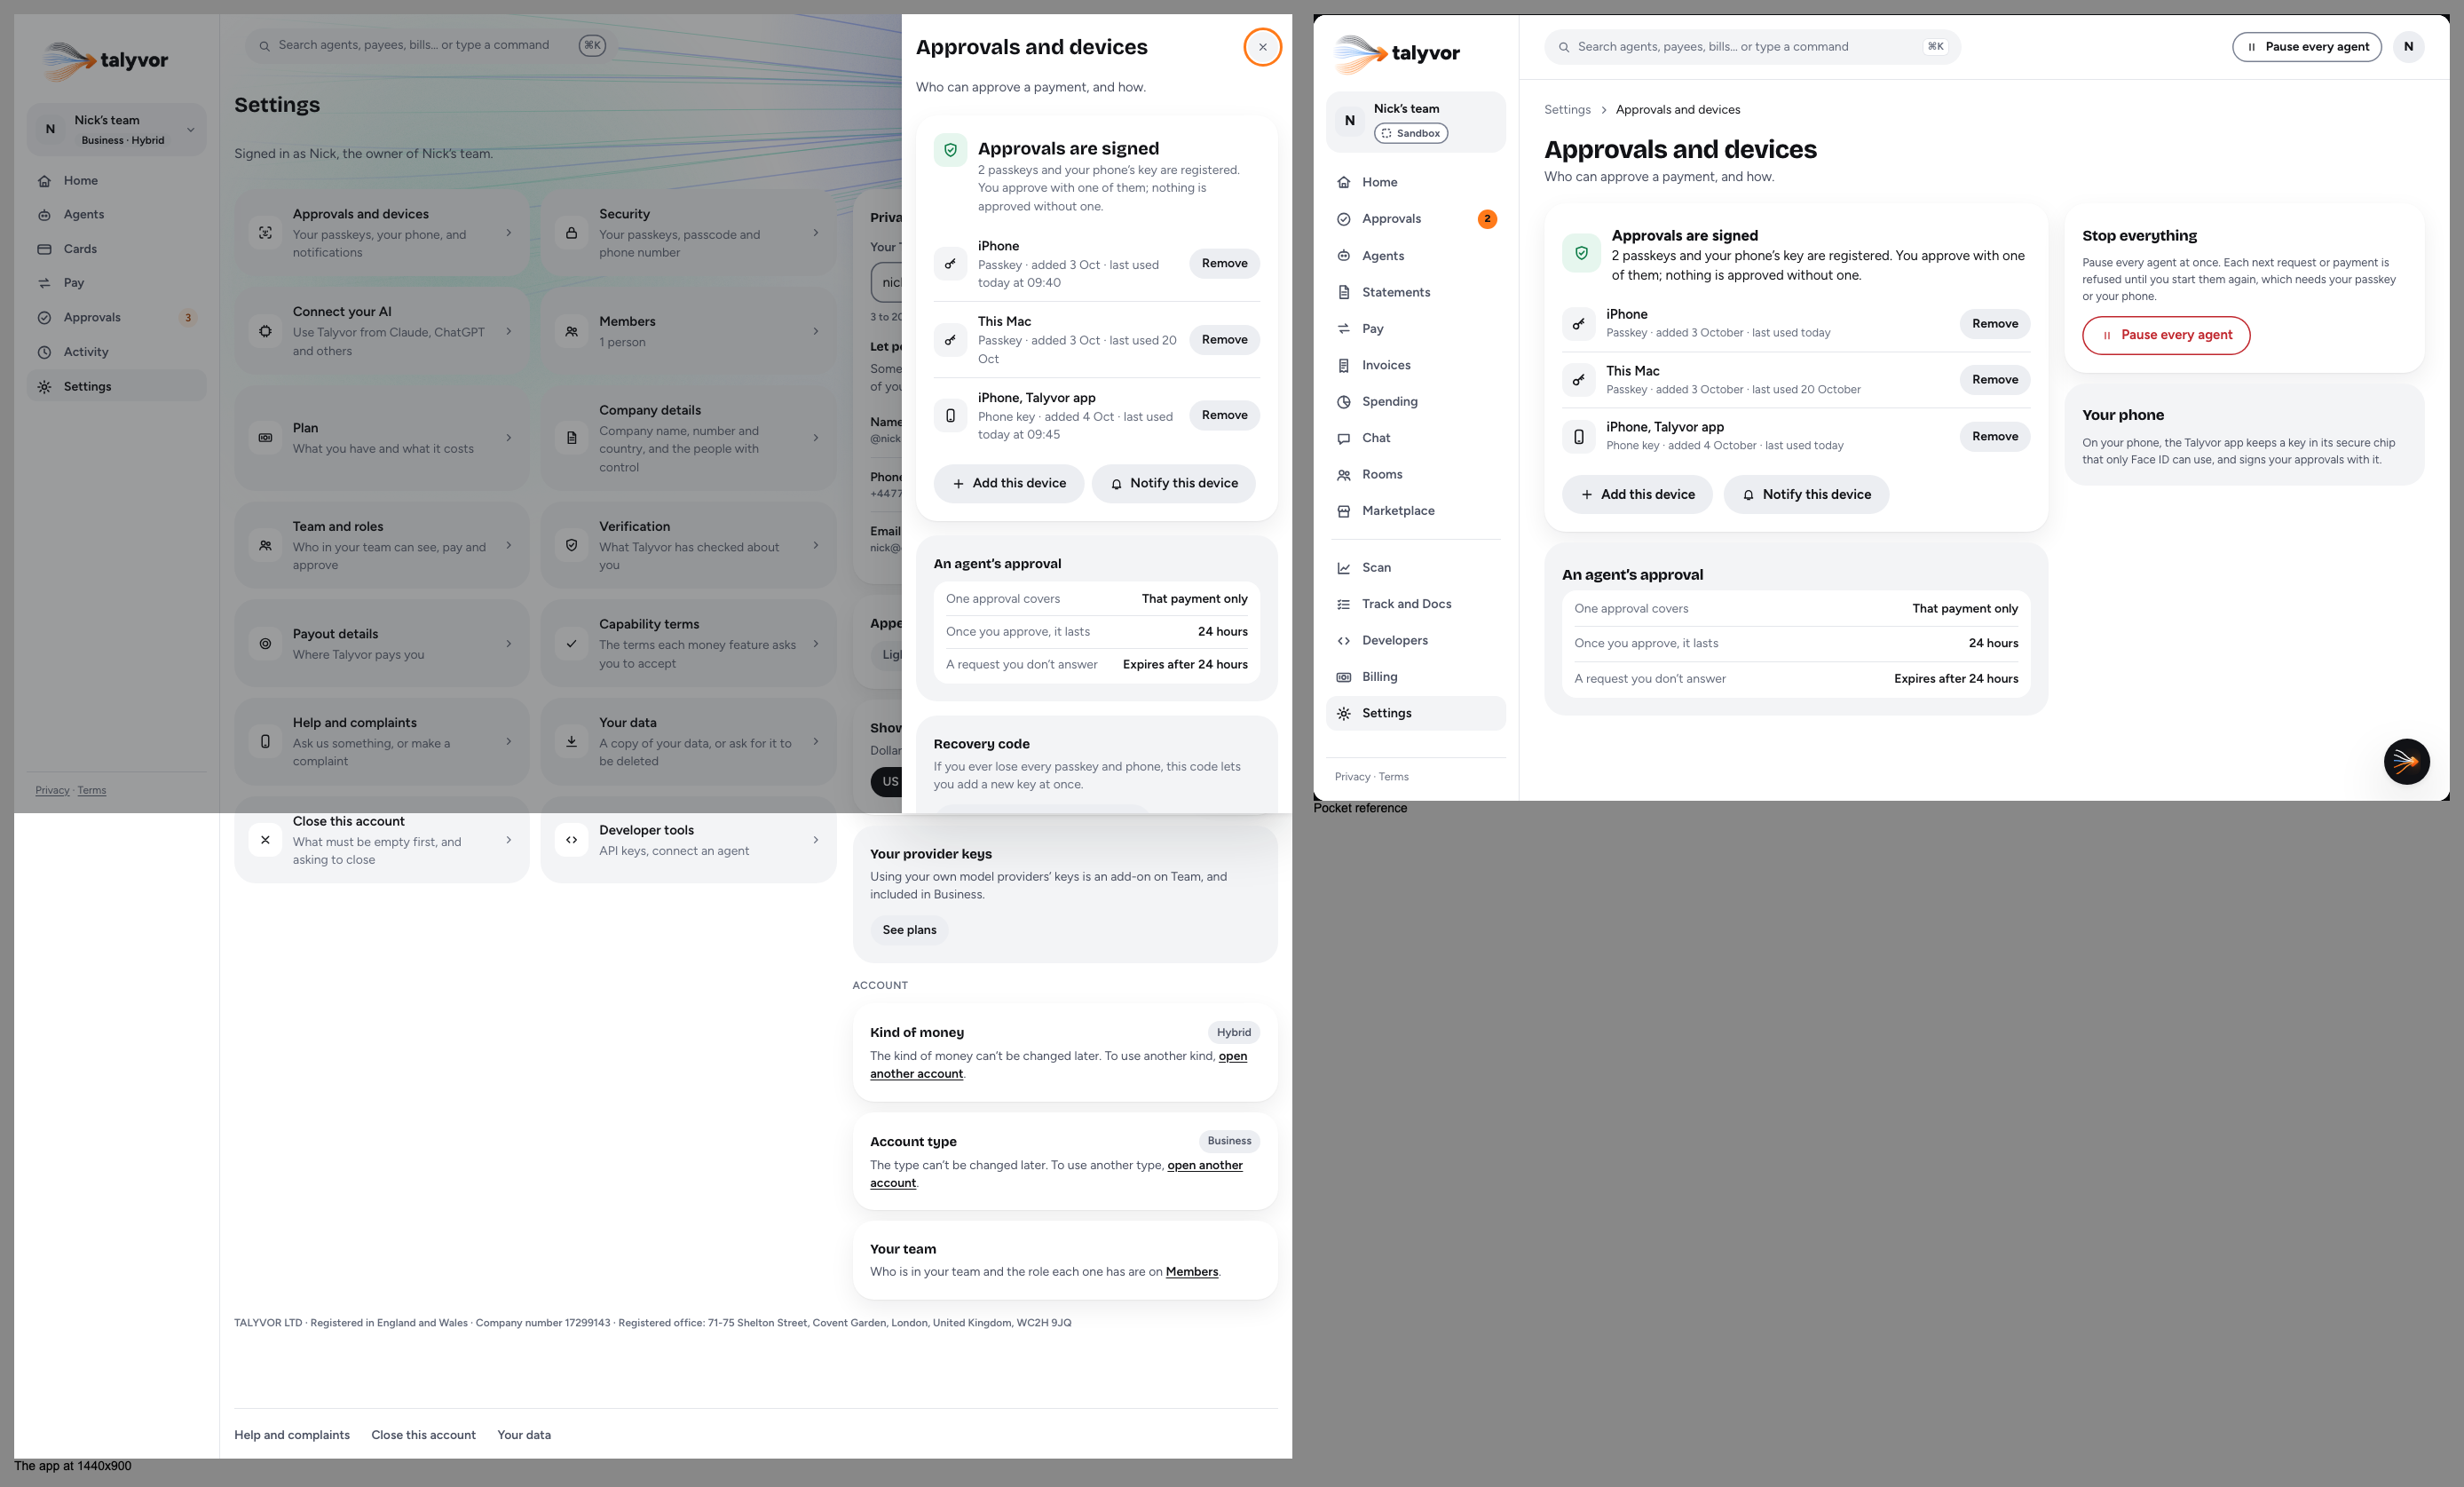 talyvor
Search agents, payees, bills... or type a command
⌘K
Nick's team
N
Business · Hybrid
Home
Agents
Cards
Pay
Approvals
3
Activity
Settings
Privacy · Terms
Settings
Signed in as Nick, the owner of Nick's team.
Approvals and devices
Your passkeys, your phone, and
notifications
Security
Your passkeys, passcode and
phone number
Connect your AI
Use Talyvor from Claude, ChatGPT
and others
Members
1 person
Plan
What you have and what it costs
Company details
Company name, number and
country, and the people with
control
Team and roles
Who in your team can see, pay and
approve
Verification
What Talyvor has checked about
you
Payout details
Where Talyvor pays you
Capability terms
The terms each money feature asks
you to accept
Help and complaints
Ask us something, or make a
complaint
Your data
A copy of your data, or ask for it to
be deleted
Close this account
What must be empty first, and
asking to close
Developer tools
API keys, connect an agent
Priva
Your T
nick
3 to 20
Let pe
Some
of you
Name
@nick
Phone
+4477
Email
nick@
Appe
Ligh
Show
Dollar
US
Approvals and devices
Who can approve a payment, and how.
Approvals are signed
2 passkeys and your phone's key are registered.
You approve with one of them; nothing is
approved without one.
iPhone
Passkey · added 3 Oct · last used
today at 09:40
Remove
This Mac
Passkey · added 3 Oct · last used 20
Oct
Remove
iPhone, Talyvor app
Phone key · added 4 Oct · last used
today at 09:45
Remove
Add this device
Notify this device
An agent's approval
One approval covers
That payment only
Once you approve, it lasts
24 hours
A request you don't answer
Expires after 24 hours
Recovery code
If you ever lose every passkey and phone, this code lets
you add a new key at once.
Your provider keys
Using your own model providers' keys is an add-on on Team, and
included in Business.
See plans
ACCOUNT
Kind of money
Hybrid
The kind of money can't be changed later. To use another kind, open
another account.
Account type
Business
The type can't be changed later. To use another type, open another
account.
Your team
Who is in your team and the role each one has are on Members.
TALYVOR LTD · Registered in England and Wales · Company number 17299143 · Registered office: 71-75 Shelton Street, Covent Garden, London, United Kingdom, WC2H 9JQ
Help and complaints
Close this account
Your data
The app at 1440x900
talyvor
Search agents, payees, bills... or type a command
⌘K
Pause every agent
N
N
Nick's team
Sandbox
Home
Approvals
2
Agents
Statements
Pay
Invoices
Spending
Chat
Rooms
Marketplace
Scan
Track and Docs
Developers
Billing
Settings
Privacy · Terms
Settings
Approvals and devices
Approvals and devices
Who can approve a payment, and how.
Approvals are signed
2 passkeys and your phone's key are registered. You approve with one
of them; nothing is approved without one.
iPhone
Passkey · added 3 October · last used today
Remove
This Mac
Passkey · added 3 October · last used 20 October
Remove
iPhone, Talyvor app
Phone key · added 4 October · last used today
Remove
Add this device
Notify this device
An agent's approval
One approval covers
That payment only
Once you approve, it lasts
24 hours
A request you don't answer
Expires after 24 hours
Stop everything
Pause every agent at once. Each next request or payment is
refused until you start them again, which needs your passkey
or your phone.
Pause every agent
Your phone
On your phone, the Talyvor app keeps a key in its secure chip
that only Face ID can use, and signs your approvals with it.
Pocket reference